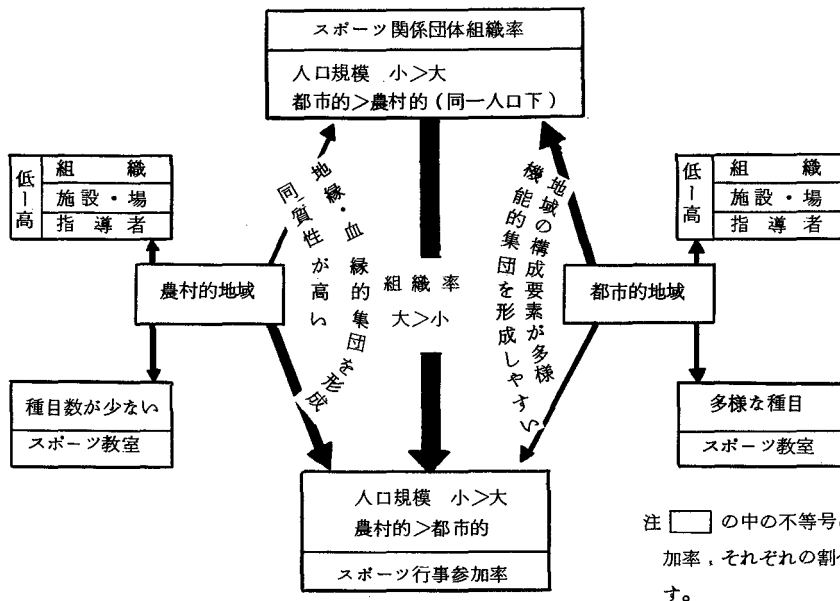 スポーツ関係団体組織率
人口規模 小＞大
都市的＞農村的（同一人口下）
低ー高
組織
施設・場
指導者
農村的地域
種目数が少ない
スポーツ教室
地縁・血縁的集団を形成
同質性が高い
組織率
大＞小
地域の構成要素が多様
機能的集団を形成しやすい
低ー高
組織
施設・場
指導者
都市的地域
多様な種目
スポーツ教室
人口規模 小＞大
農村的＞都市的
スポーツ行事参加率
注 □ の中の不等号
加率，それぞれの割
す。